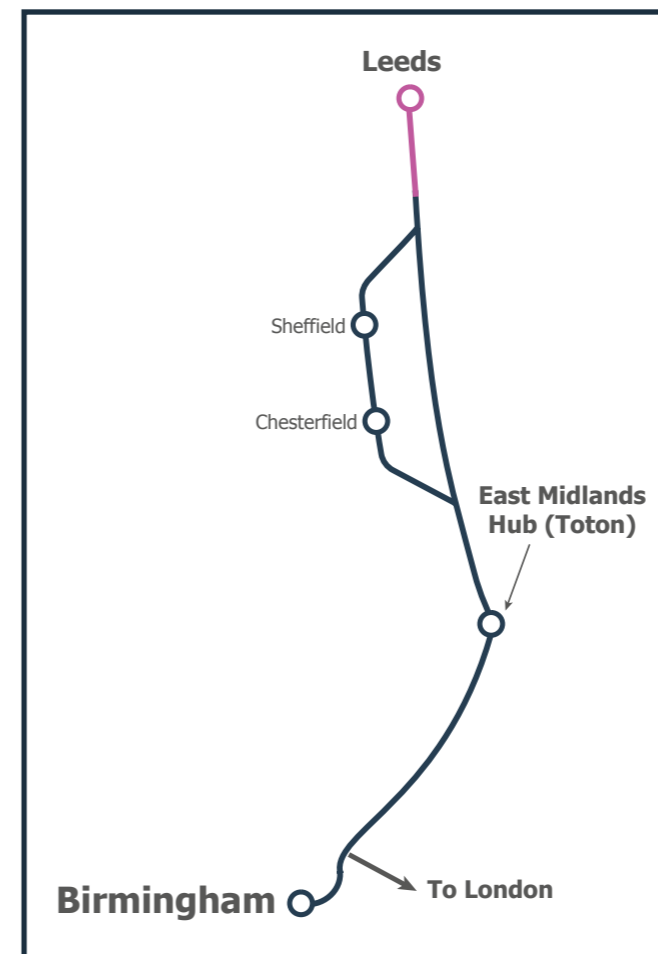 Leeds
Sheffield
Chesterfield
East Midlands
Hub (Toton)
To London
Birmingham